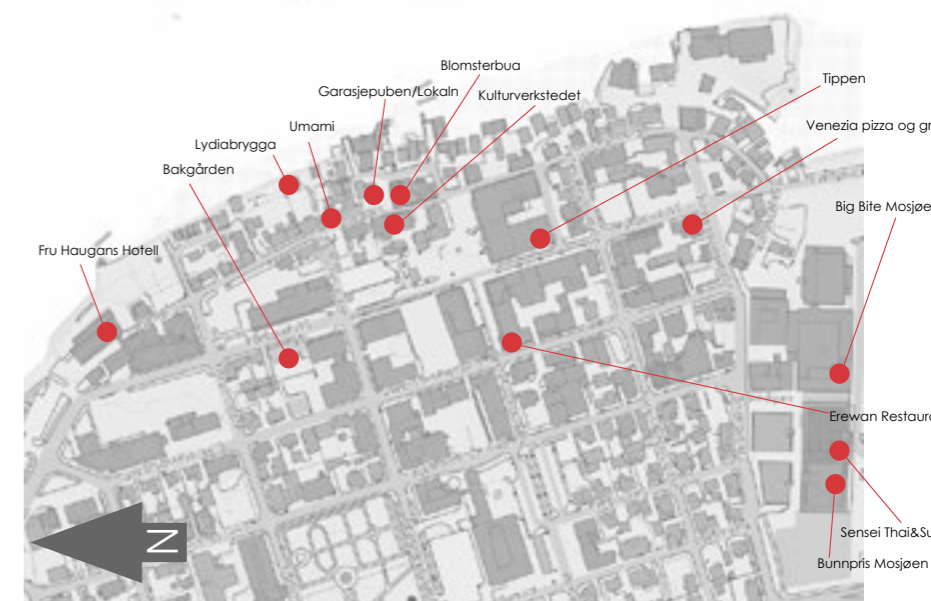 Blomsterbua
Tippen
Garasjepuben/Lokaln
Kulturverkstedet
Umami
Venezia pizza og gr
Lydiabrygga
Bakgården
Big Bite Mosjøe
Fru Haugans Hotell
Erewan Restaura
Sensei Thai&Su
N
Bunnpris Mosjøen